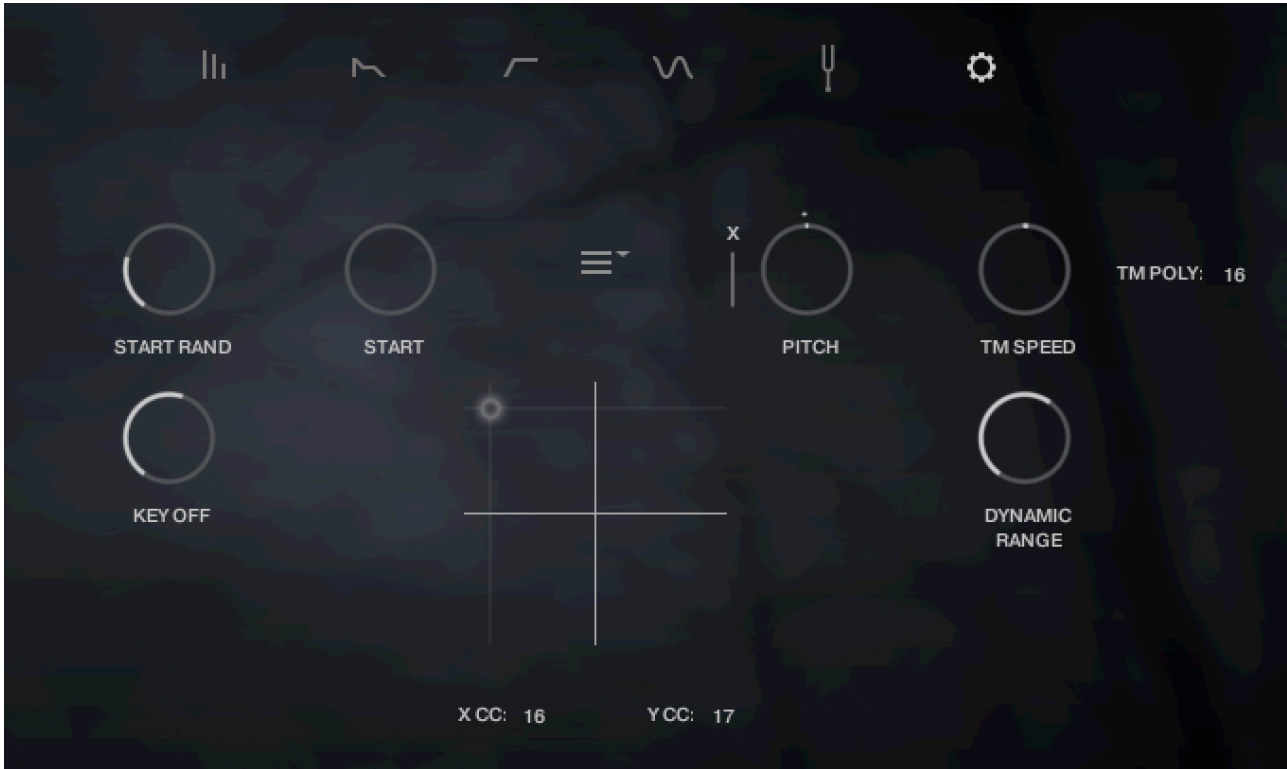 X
START RAND
START
PITCH
TM SPEED
TM POLY: 16
KEY OFF
DYNAMIC
RANGE
X CC: 16
Y CC: 17